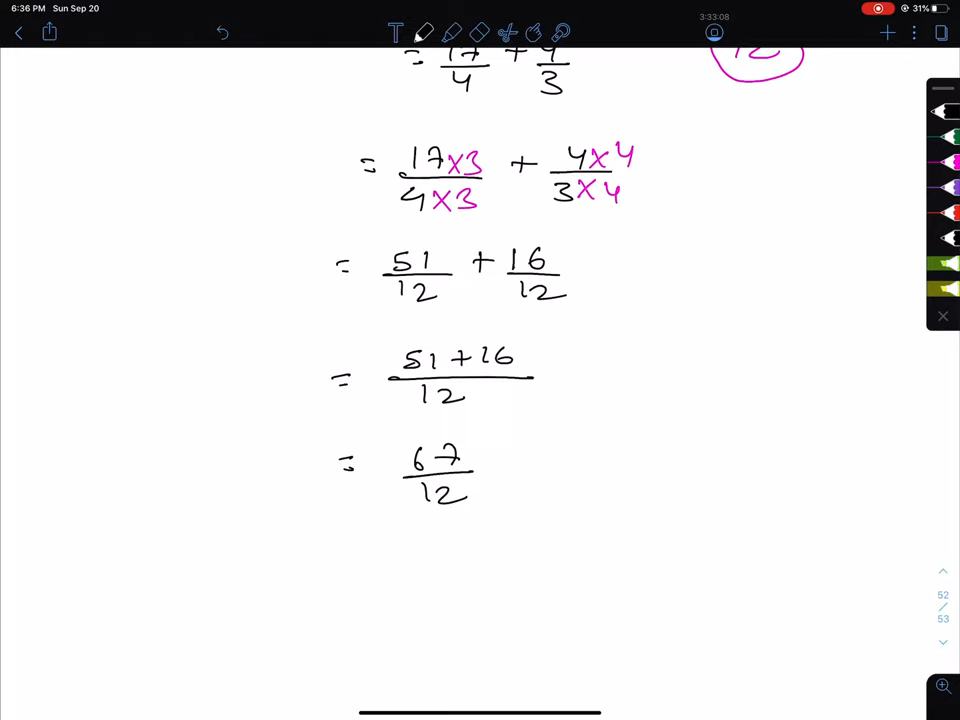 6:36 PM Sun Sep 20 3:33:08 31%
T
= 17/4 + 4/3 12
= 17×3/4×3 + 4×4/3×4
= 51/12 + 16/12
= 51+16/12
= 67/12
52
/
53